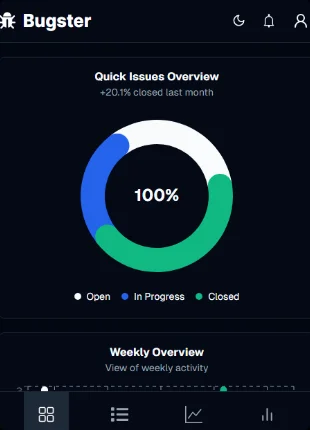 Bugster
Quick Issues Overview
+20.1% closed last month
100%
Open In Progress Closed
Weekly Overview
View of weekly activity